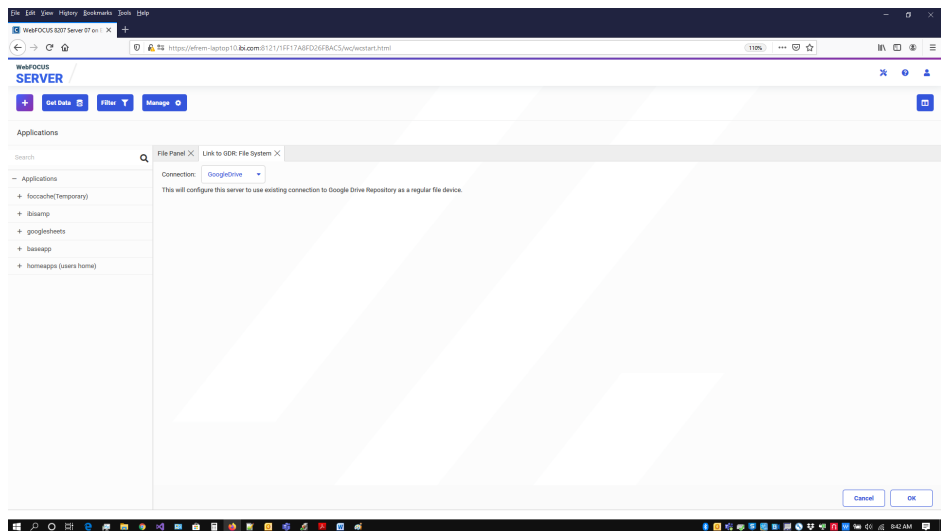 File Edit View History Bookmarks Tools Help
WebFOCUS 8207 Server 07 on
https://efrem-laptop10.ibi.com:8121/1FF17A8FD26FBAC5/wc/wcstart.html
110%
WebFOCUS
SERVER
Get Data
Filter
Manage
Applications
Search
File Panel
Link to GDR: File System
Applications
Connection: GoogleDrive
This will configure this server to use existing connection to Google Drive Repository as a regular file device.
foccache(Temporary)
ibisamp
googlesheets
baseapp
homeapps (users home)
Cancel
OK
8:42 AM